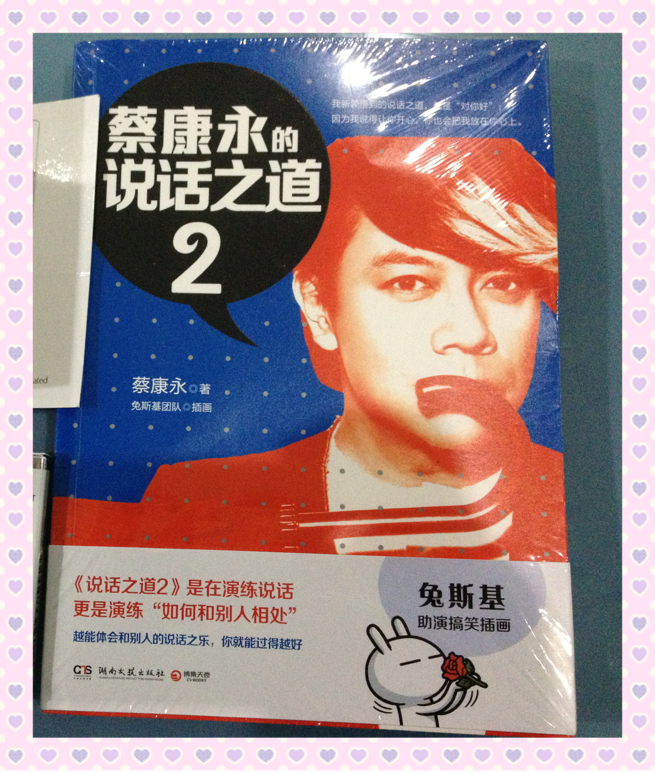 我新领悟到的说话之道，就是“对你好”；
因为我说得让你开心，你也会把我放在你心上。
蔡康永的
说话之道
2
蔡康永◎著
兔斯基团队◎插画
ated
《说话之道2》是在演练说话
更是演练“如何和别人相处”
越能体会和别人的说话之乐，你就能过得越好
兔斯基
助演搞笑插画
湖南文艺出版社
博集天卷
CS-BOOKY